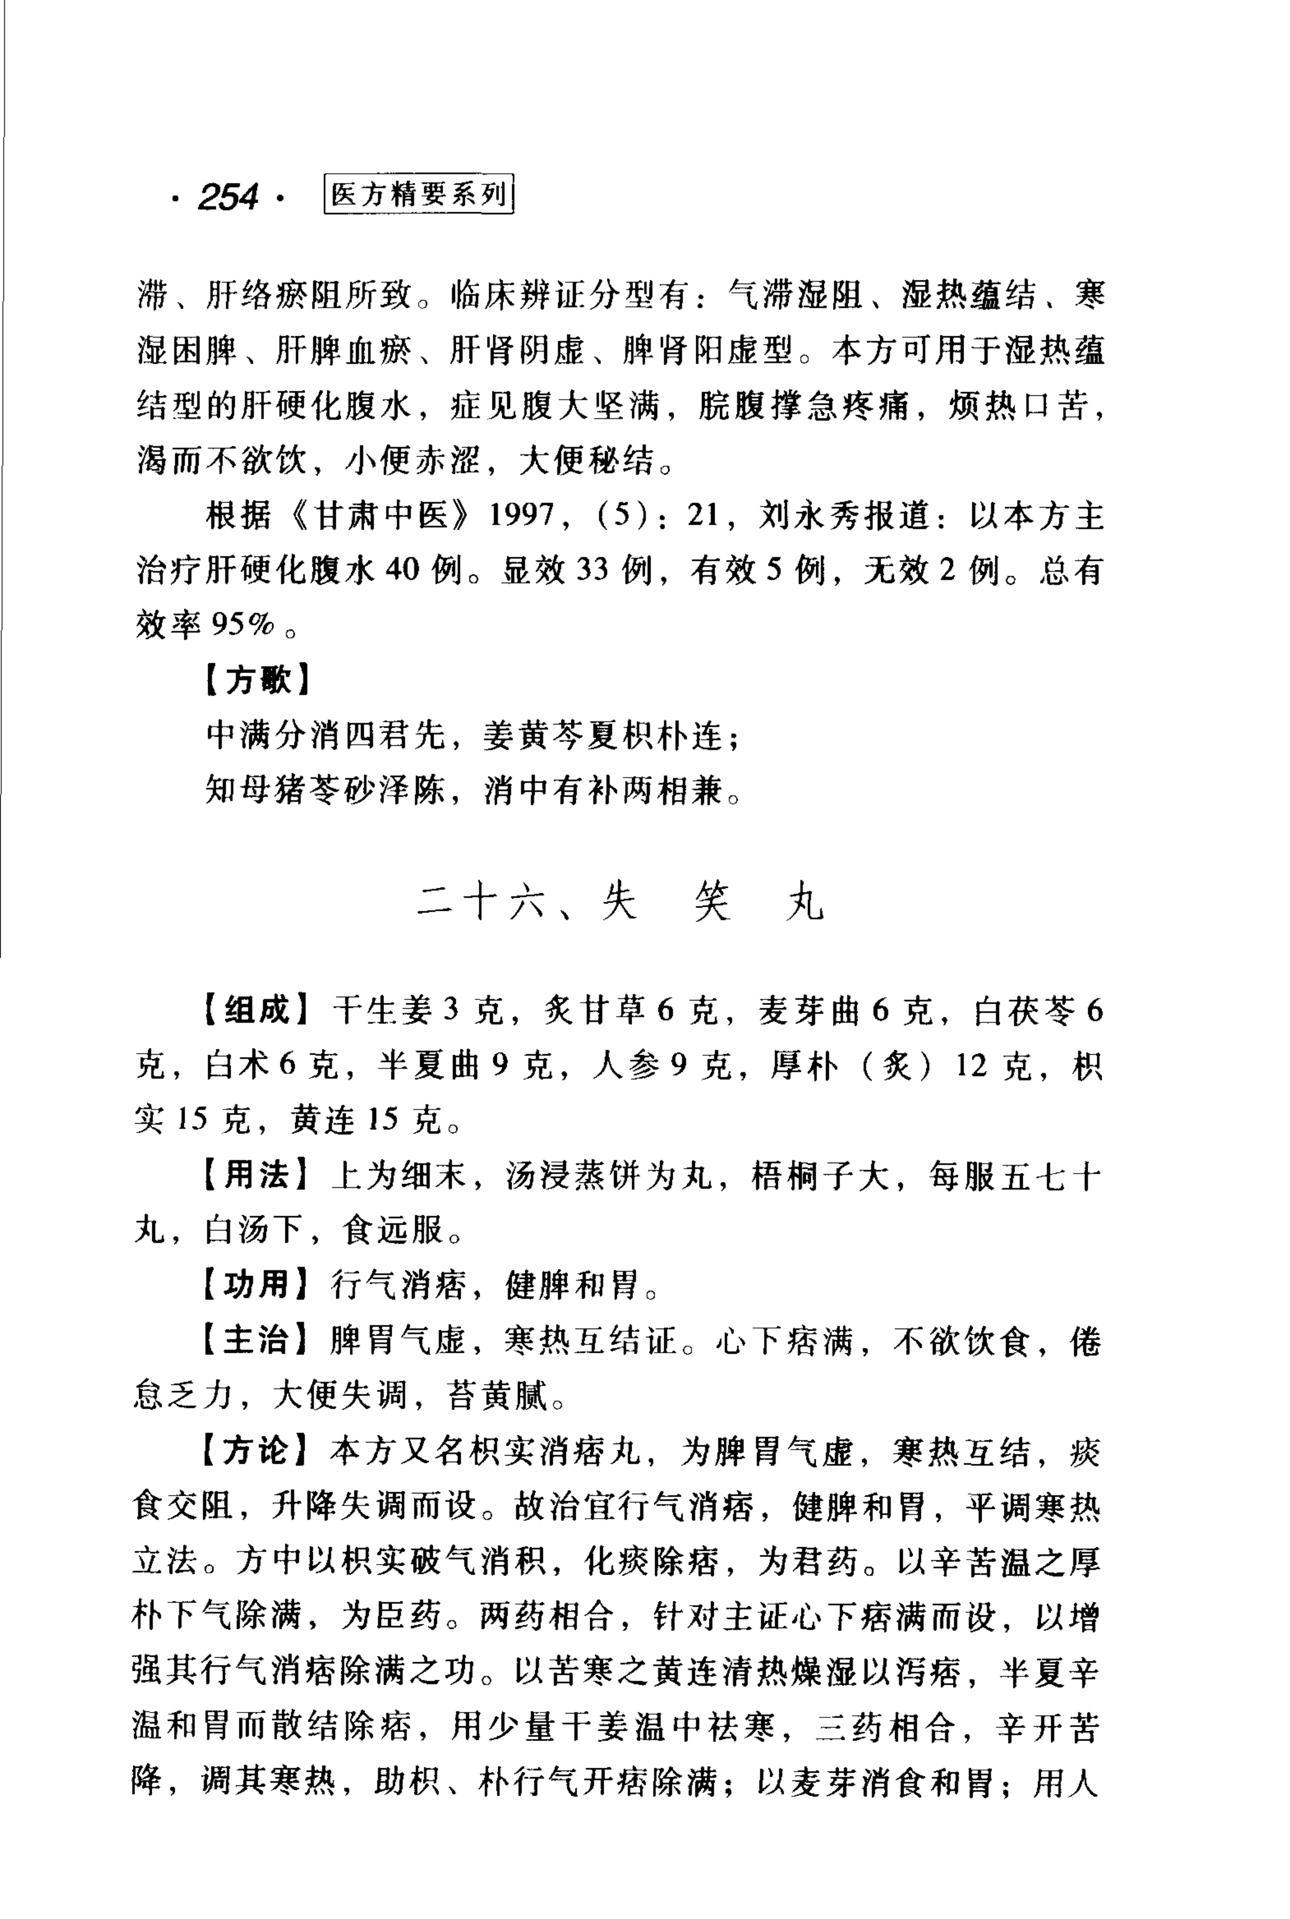 ·254· 医方精要系列
滞、肝络瘀阻所致。临床辨证分型有：气滞湿阻、湿热蕴结、寒
湿困脾、肝脾血瘀、肝肾阴虚、脾肾阳虚型。本方可用于湿热蕴
结型的肝硬化腹水，症见腹大坚满，脘腹撑急疼痛，烦热口苦，
渴而不欲饮，小便赤涩，大便秘结。
根据《甘肃中医》1997，(5)：21，刘永秀报道：以本方主
治疗肝硬化腹水40例。显效33例，有效5例，无效2例。总有
效率95%。
【方歌】
中满分消四君先，姜黄芩夏枳朴连；
知母猪苓砂泽陈，消中有补两相兼。
二十六、失 笑 丸
【组成】干生姜3克，炙甘草6克，麦芽曲6克，白茯苓6
克，白术6克，半夏曲9克，人参9克，厚朴（炙）12克，枳
实15克，黄连15克。
【用法】上为细末，汤浸蒸饼为丸，梧桐子大，每服五七十
丸，白汤下，食远服。
【功用】行气消痞，健脾和胃。
【主治】脾胃气虚，寒热互结证。心下痞满，不欲饮食，倦
怠乏力，大便失调，苔黄腻。
【方论】本方又名枳实消痞丸，为脾胃气虚，寒热互结，痰
食交阻，升降失调而设。故治宜行气消痞，健脾和胃，平调寒热
立法。方中以枳实破气消积，化痰除痞，为君药。以辛苦温之厚
朴下气除满，为臣药。两药相合，针对主证心下痞满而设，以增
强其行气消痞除满之功。以苦寒之黄连清热燥湿以泻痞，半夏辛
温和胃而散结除痞，用少量干姜温中祛寒，三药相合，辛开苦
降，调其寒热，助枳、朴行气开痞除满；以麦芽消食和胃；用人